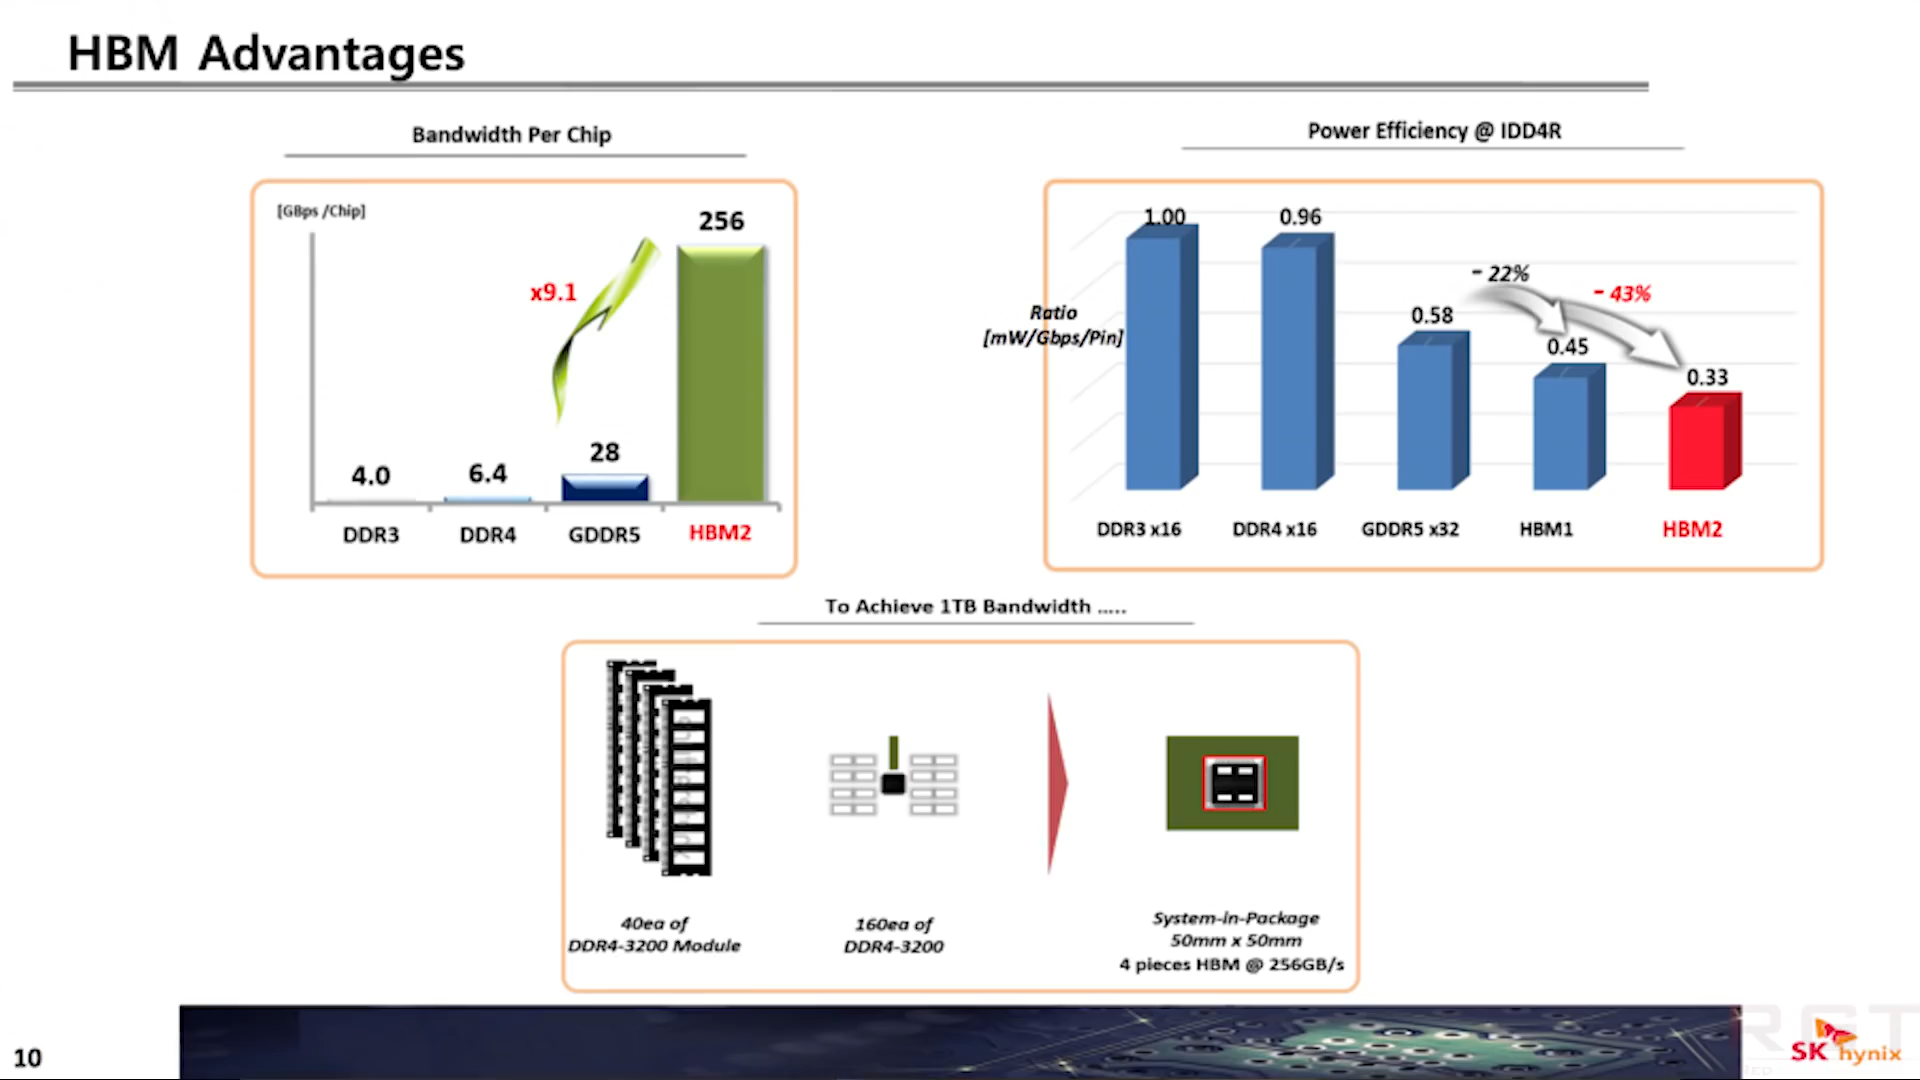 HBM Advantages
Bandwidth Per Chip
[GBps /Chip]
256
x9.1
28
6.4
4.0
DDR3
DDR4
GDDR5
HBM2
Power Efficiency @ IDD4R
1.00
0.96
- 22%
- 43%
Ratio
[mW/Gbps/Pin]
0.58
0.45
0.33
DDR3 x16
DDR4 x16
GDDR5 x32
HBM1
HBM2
To Achieve 1TB Bandwidth .....
40ea of
DDR4-3200 Module
160ea of
DDR4-3200
System-in-Package
50mm x 50mm
4 pieces HBM @ 256GB/s
10
SK hynix